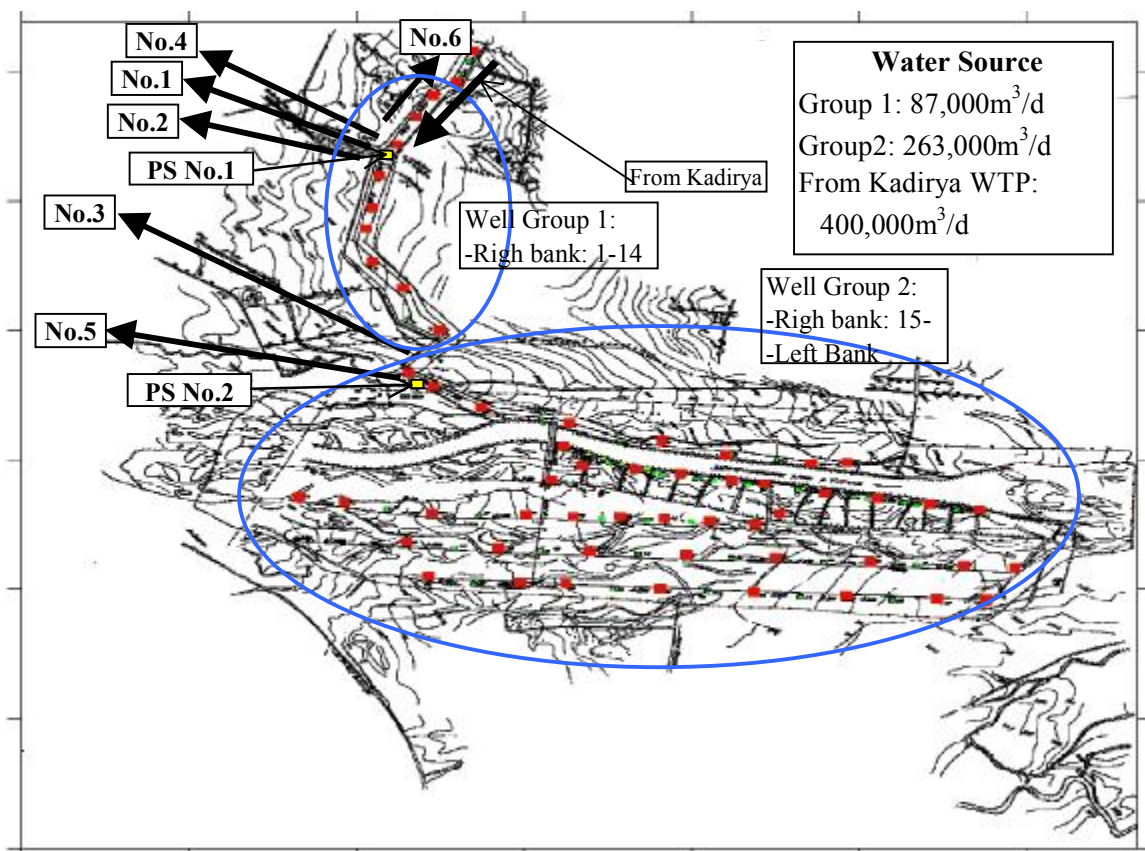 No.4
No.6
No.1
No.2
PS No.1
Water Source
Group 1: 87,000m³/d
Group2: 263,000m³/d
From Kadirya WTP:
400,000m³/d
From Kadirya
No.3
Well Group 1:
-Righ bank: 1-14
Well Group 2:
-Righ bank: 15-
-Left Bank
No.5
PS No.2